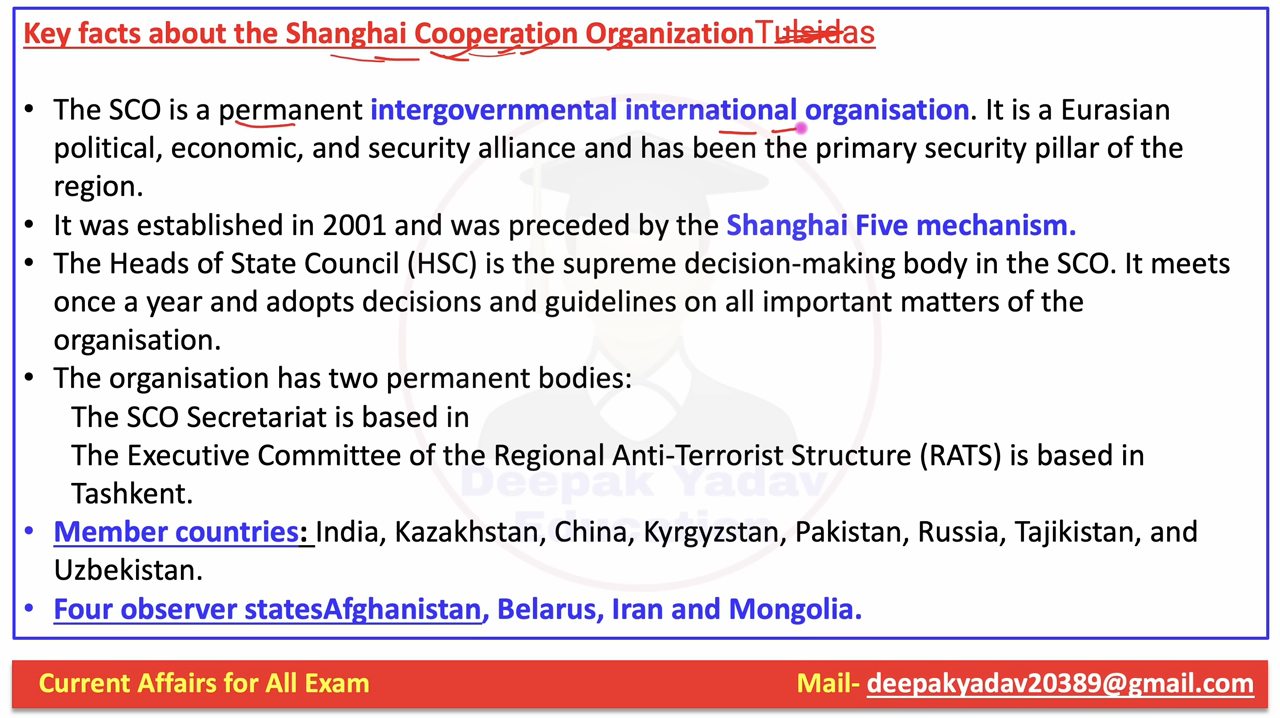 Key facts about the Shanghai Cooperation OrganizationTulsidas
• The SCO is a permanent intergovernmental international organisation. It is a Eurasian
political, economic, and security alliance and has been the primary security pillar of the
region.
• It was established in 2001 and was preceded by the Shanghai Five mechanism.
• The Heads of State Council (HSC) is the supreme decision-making body in the SCO. It meets
once a year and adopts decisions and guidelines on all important matters of the
organisation.
• The organisation has two permanent bodies:
The SCO Secretariat is based in
The Executive Committee of the Regional Anti-Terrorist Structure (RATS) is based in
Tashkent.
Deepak Yadav
Education
• Member countries: India, Kazakhstan, China, Kyrgyzstan, Pakistan, Russia, Tajikistan, and
Uzbekistan.
• Four observer statesAfghanistan, Belarus, Iran and Mongolia.
Current Affairs for All Exam
Mail- deepakyadav20389@gmail.com